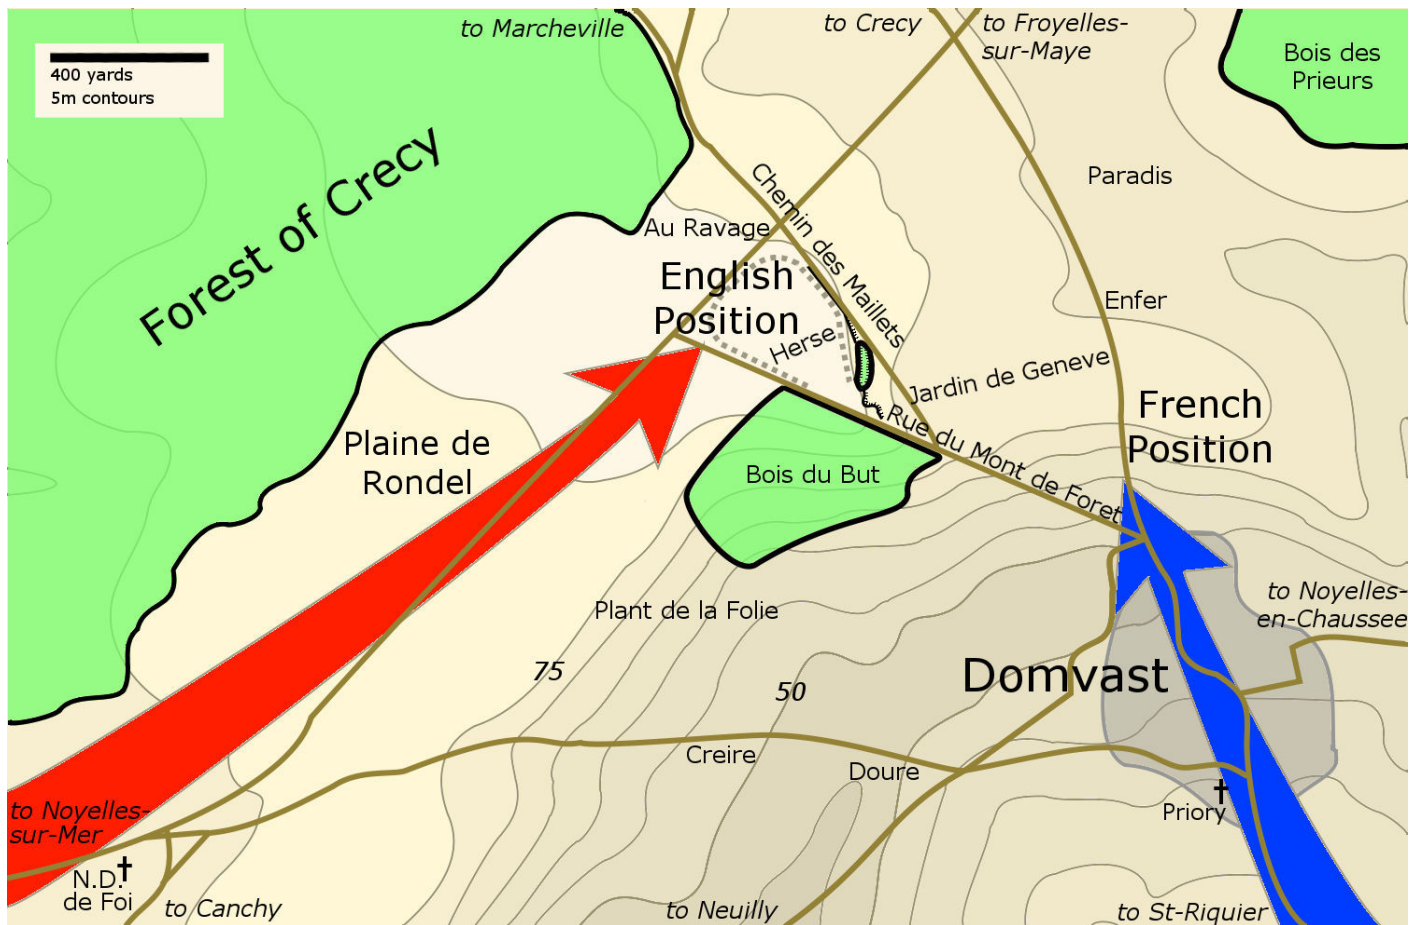 to Marcheville
to Crecy
to Froyelles-
sur-Maye
Bois des
Prieurs
400 yards
5m contours
Forest of Crecy
Paradis
Chemin des Maillets
Au Ravage
English
Position
Herse
Enfer
Jardin de Geneve
Rue du Mont de Foret
French
Position
Plaine de
Rondel
Bois du But
Plant de la Folie
to Noyelles-
en-Chaussee
75
50
Domvast
Creire
Doure
Priory
to Noyelles-
sur-Mer
N.D.
de Foi
to Canchy
to Neuilly
to St-Riquier